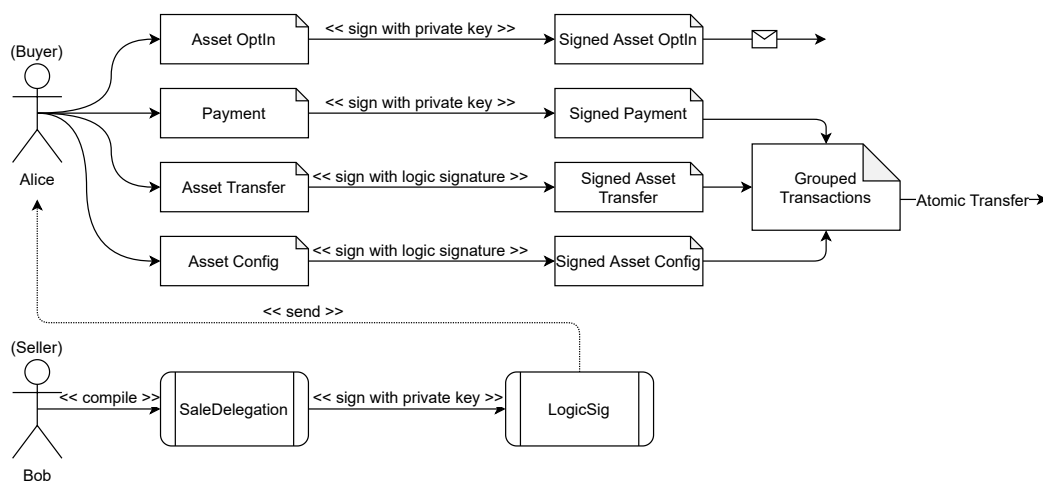 Asset OptIn
<< sign with private key >>
Signed Asset OptIn
(Buyer)
Payment
<< sign with private key >>
Signed Payment
Alice
Asset Transfer
<< sign with logic signature >>
Signed Asset
Transfer
Grouped
Transactions
Atomic Transfer
Asset Config
<< sign with logic signature >>
Signed Asset Config
<< send >>
(Seller)
<< compile >>
SaleDelegation
<< sign with private key >>
LogicSig
Bob